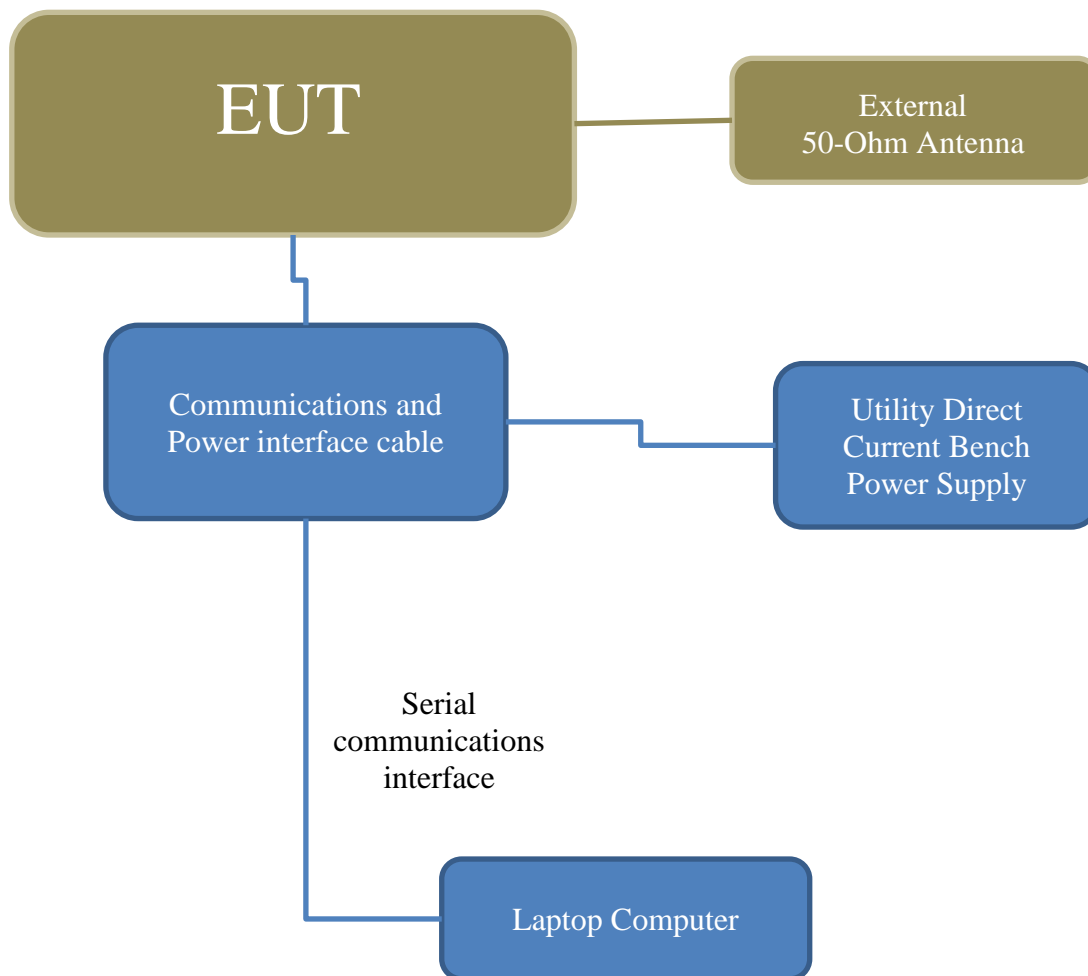 EUT
External
50-Ohm Antenna
Communications and
Power interface cable
Utility Direct
Current Bench
Power Supply
Serial
communications
interface
Laptop Computer